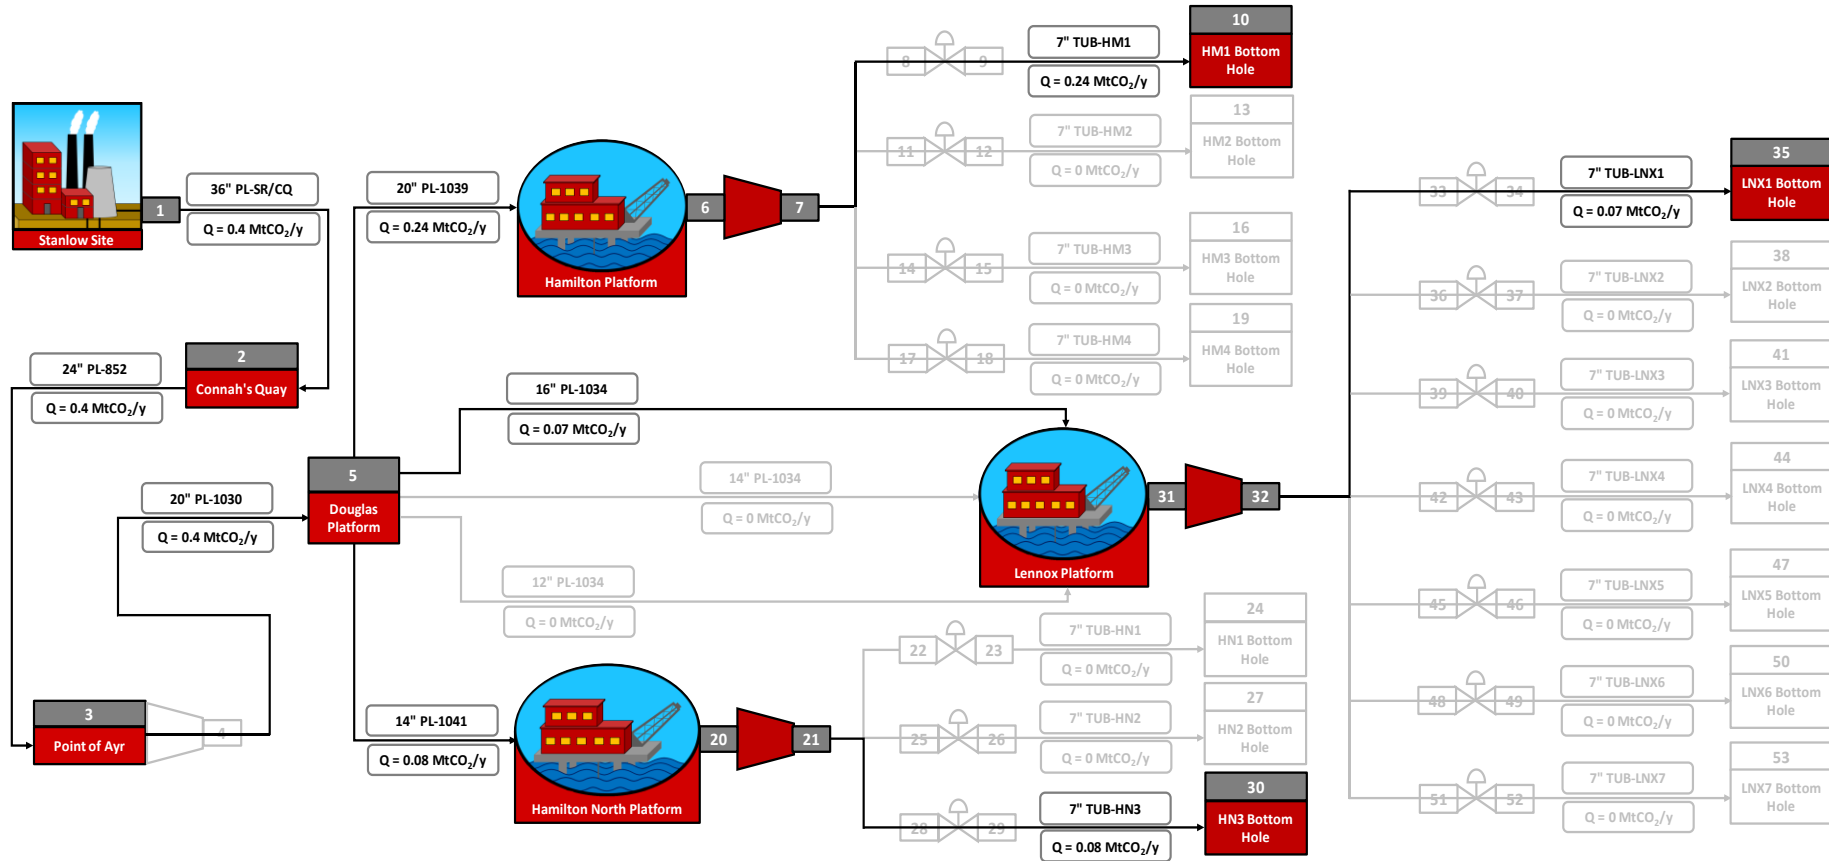 1
Stanlow Site
36" PL-SR/CQ
Q = 0.4 MtCO₂/y
2
Connah's Quay
24" PL-852
Q = 0.4 MtCO₂/y
3
Point of Ayr
4
20" PL-1030
Q = 0.4 MtCO₂/y
5
Douglas
Platform
20" PL-1039
Q = 0.24 MtCO₂/y
Hamilton Platform
6
7
8
9
7" TUB-HM1
Q = 0.24 MtCO₂/y
10
HM1 Bottom
Hole
11
12
7" TUB-HM2
Q = 0 MtCO₂/y
13
HM2 Bottom
Hole
14
15
7" TUB-HM3
Q = 0 MtCO₂/y
16
HM3 Bottom
Hole
17
18
7" TUB-HM4
Q = 0 MtCO₂/y
19
HM4 Bottom
Hole
16" PL-1034
Q = 0.07 MtCO₂/y
14" PL-1034
Q = 0 MtCO₂/y
12" PL-1034
Q = 0 MtCO₂/y
Lennox Platform
31
32
14" PL-1041
Q = 0.08 MtCO₂/y
Hamilton North Platform
20
21
22
23
7" TUB-HN1
Q = 0 MtCO₂/y
24
HN1 Bottom
Hole
25
26
7" TUB-HN2
Q = 0 MtCO₂/y
27
HN2 Bottom
Hole
28
29
7" TUB-HN3
Q = 0.08 MtCO₂/y
30
HN3 Bottom
Hole
33
34
7" TUB-LNX1
Q = 0.07 MtCO₂/y
35
LNX1 Bottom
Hole
36
37
7" TUB-LNX2
Q = 0 MtCO₂/y
38
LNX2 Bottom
Hole
39
40
7" TUB-LNX3
Q = 0 MtCO₂/y
41
LNX3 Bottom
Hole
42
43
7" TUB-LNX4
Q = 0 MtCO₂/y
44
LNX4 Bottom
Hole
45
46
7" TUB-LNX5
Q = 0 MtCO₂/y
47
LNX5 Bottom
Hole
48
49
7" TUB-LNX6
Q = 0 MtCO₂/y
50
LNX6 Bottom
Hole
51
52
7" TUB-LNX7
Q = 0 MtCO₂/y
53
LNX7 Bottom
Hole